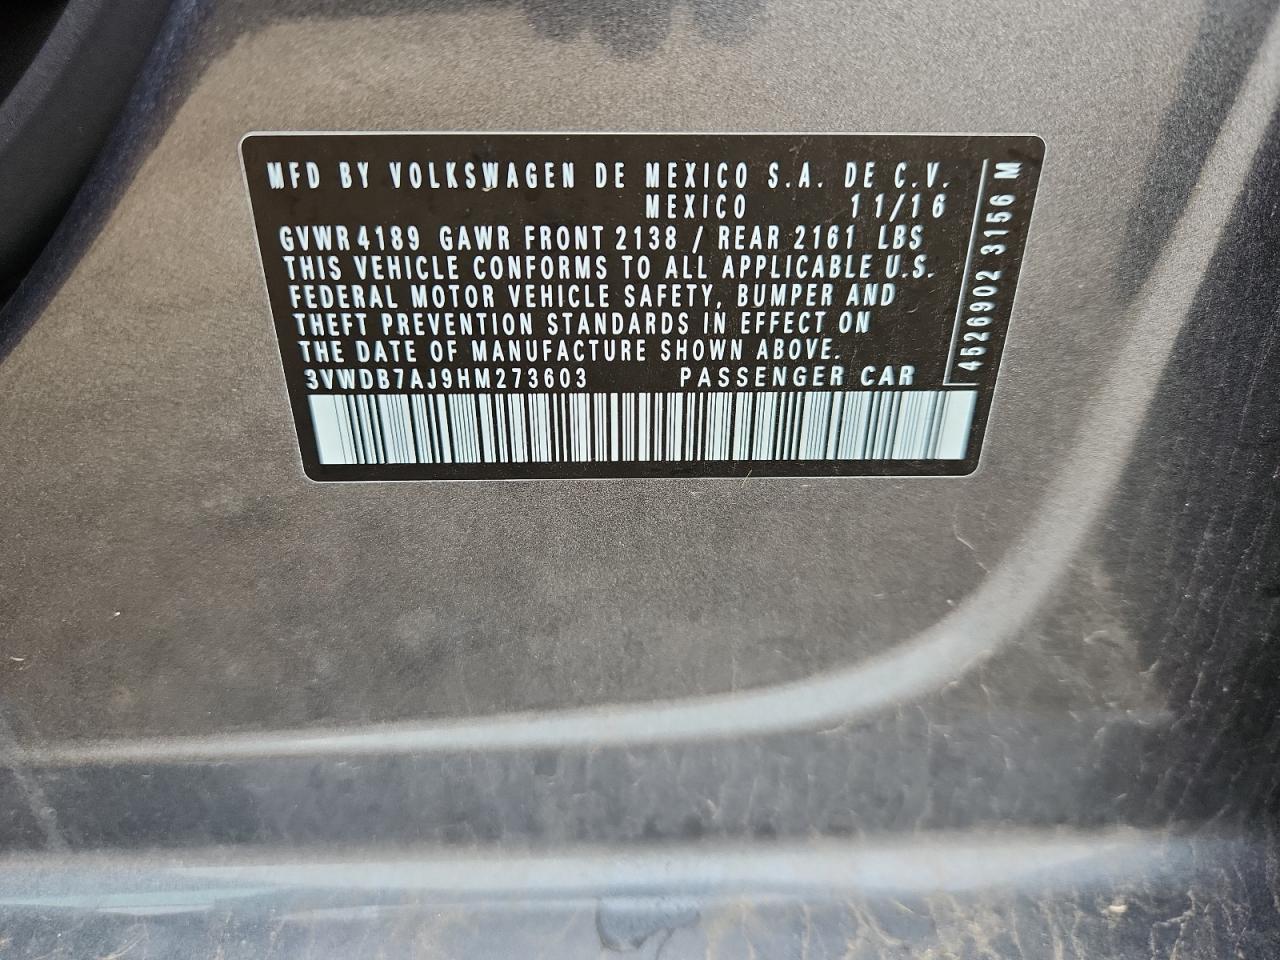 MFD BY VOLKSWAGEN DE MEXICO S.A. DE C.V.
MEXICO 11/16
GVWR 4189 GAWR FRONT 2138 / REAR 2161 LBS
THIS VEHICLE CONFORMS TO ALL APPLICABLE U.S.
FEDERAL MOTOR VEHICLE SAFETY, BUMPER AND
THEFT PREVENTION STANDARDS IN EFFECT ON
THE DATE OF MANUFACTURE SHOWN ABOVE.
3VWDB7AJ9HM273603 PASSENGER CAR
4526902 3156 M